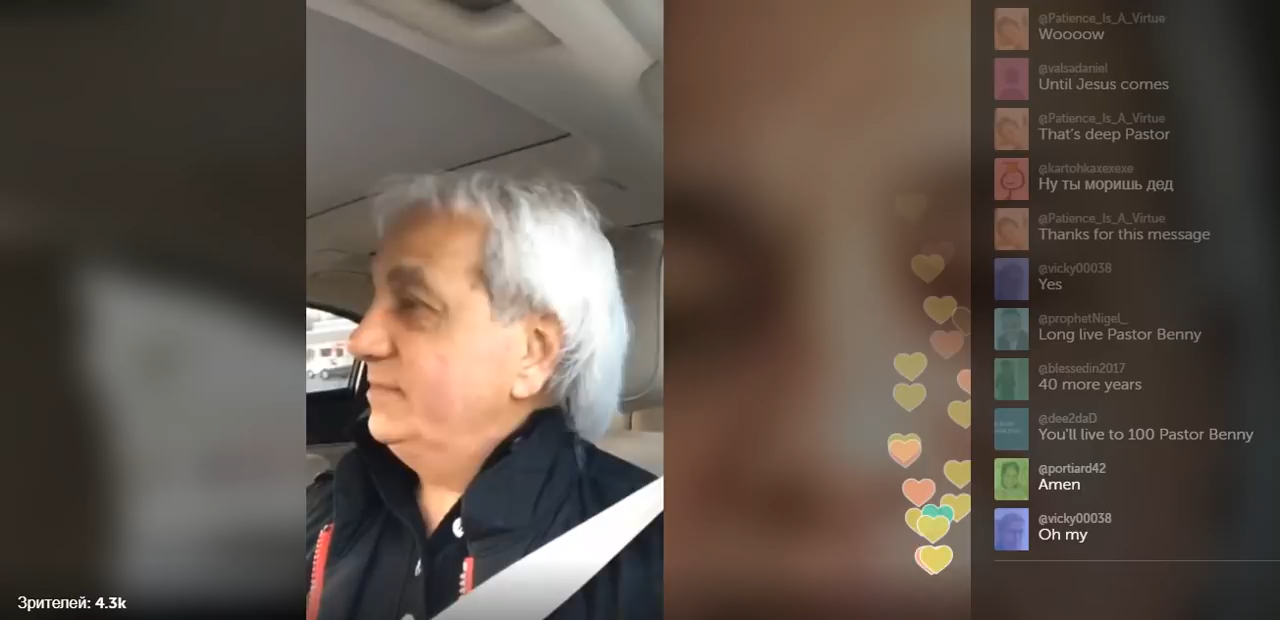 @Patience_Is_A_Virtue
Woooow
@valsadaniel
Until Jesus comes
@Patience_Is_A_Virtue
That's deep Pastor
@kartohkaxexexe
Ну ты моришь дед
@Patience_Is_A_Virtue
Thanks for this message
@vicky00038
Yes
@prophetNigel_
Long live Pastor Benny
@blessedin2017
40 more years
@dee2daD
You'll live to 100 Pastor Benny
@portiard42
Amen
@vicky00038
Oh my
Зрителей: 4.3k